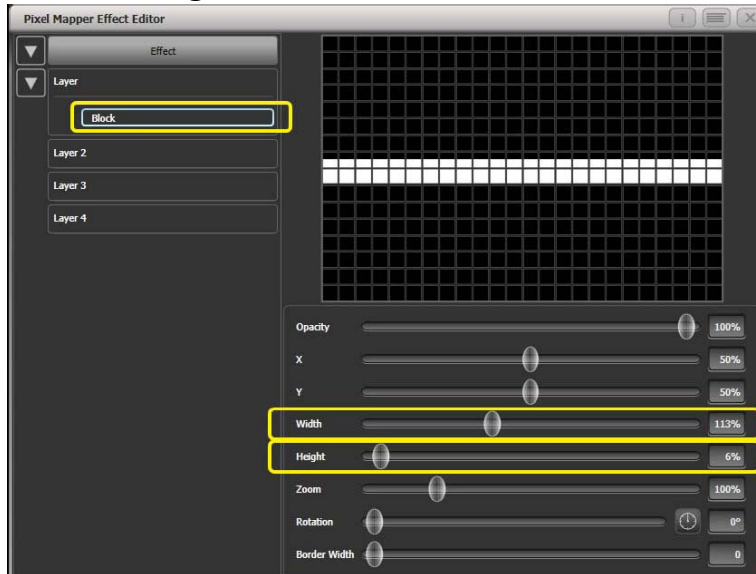 Pixel Mapper Effect Editor
i
X
Effect
Layer
Block
Layer 2
Layer 3
Layer 4
Opacity 100%
X 50%
Y 50%
Width 113%
Height 6%
Zoom 100%
Rotation 0°
Border Width 0